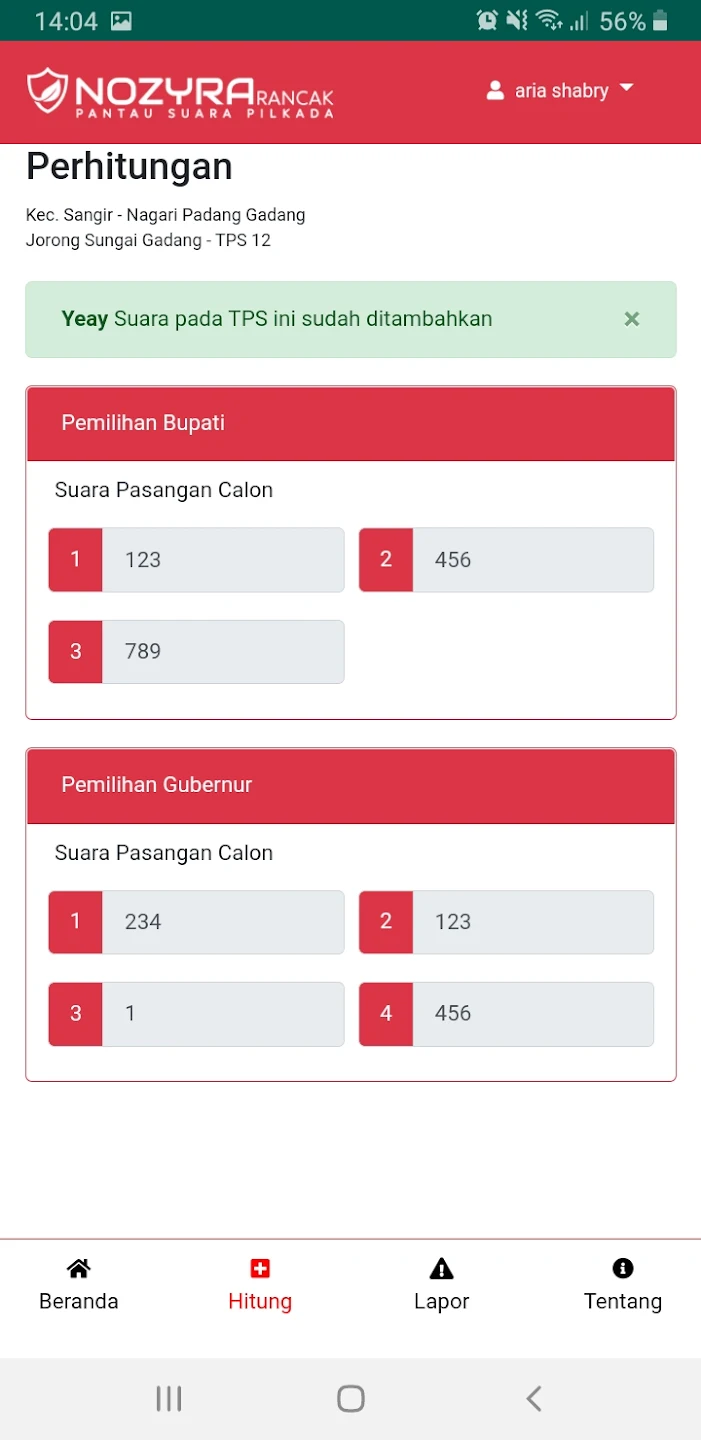 14:04
56%
NOZYRA RANCAK
PANTAU SUARA PILKADA
aria shabry
Perhitungan
Kec. Sangir - Nagari Padang Gadang
Jorong Sungai Gadang - TPS 12
Yeay Suara pada TPS ini sudah ditambahkan ×
Pemilihan Bupati
Suara Pasangan Calon
1 123 2 456
3 789
Pemilihan Gubernur
Suara Pasangan Calon
1 234 2 123
3 1 4 456
Beranda Hitung Lapor Tentang